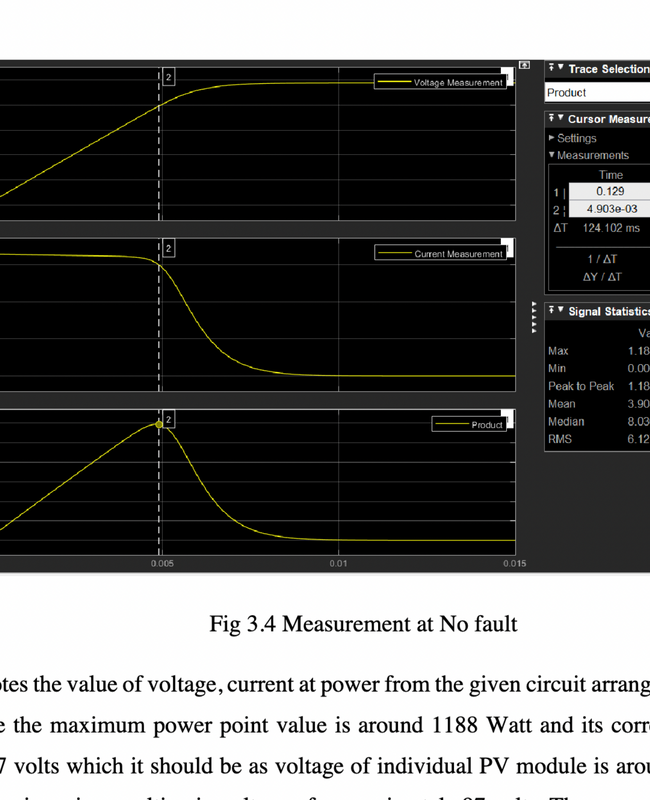 2
Voltage Measurement
1
2
Current Measurement
2
Product
0.005
0.01
0.015
Trace Selection
Product
Cursor Measure
Settings
Measurements
Time
1 0.129
2 4.903e-03
ΔT 124.102 ms
1 / ΔT
ΔY / ΔT
Signal Statistics
Va
Max 1.18
Min 0.00
Peak to Peak 1.18
Mean 3.90
Median 8.03
RMS 6.12
Fig 3.4 Measurement at No fault
otes the value of voltage, current at power from the given circuit arrang
e the maximum power point value is around 1188 Watt and its corr
7 volts which it should be as voltage of individual PV module is arou